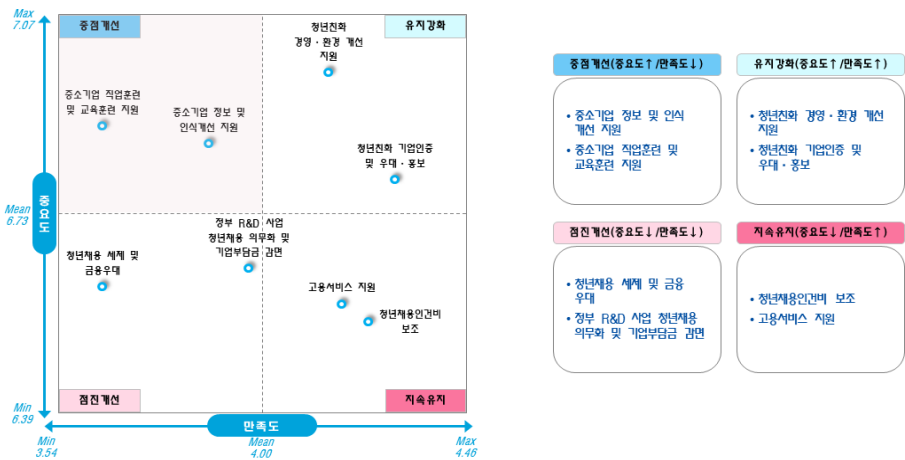 Max
7.07
중점개선
유지강화
청년친화
경영·환경 개선
지원
중소기업 직업훈련
및 교육훈련 지원
중소기업 정보 및
인식개선 지원
청년친화 기업인증
및 우대·홍보
중요도
Mean
6.73
정부 R&D 사업
청년채용 의무화 및
기업부담금 감면
청년채용 세제 및
금융우대
고용서비스 지원
청년채용인건비
보조
점진개선
지속유지
Min
6.39
만족도
Min
3.54
Mean
4.00
Max
4.46
중점개선(중요도↑/만족도↓)
• 중소기업 정보 및 인식
개선 지원
• 중소기업 직업훈련 및
교육훈련 지원
유지강화(중요도↑/만족도↑)
• 청년친화 경영·환경 개선
지원
• 청년친화 기업인증 및
우대·홍보
점진개선(중요도↓/만족도↓)
• 청년채용 세제 및 금융
우대
• 정부 R&D 사업 청년채용
의무화 및 기업부담금 감면
지속유지(중요도↓/만족도↑)
• 청년채용인건비 보조
• 고용서비스 지원